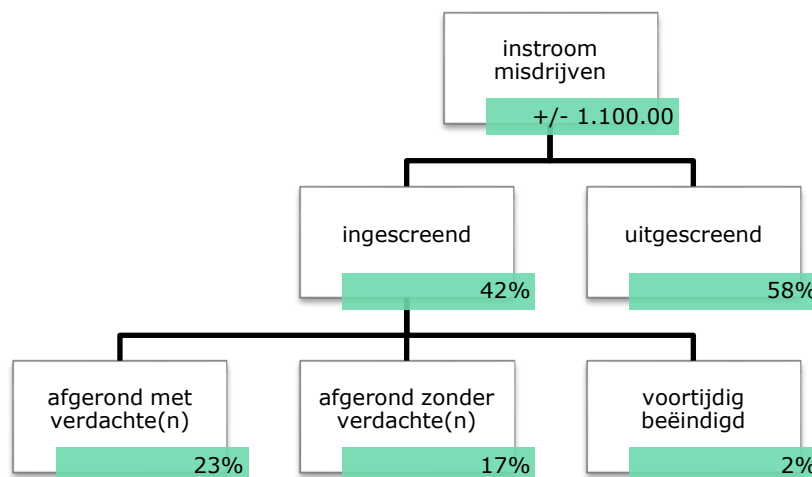 instroom
misdrijven
+/- 1.100.00
ingescreend
42%
uitgescreend
58%
afgerond met
verdachte(n)
23%
afgerond zonder
verdachte(n)
17%
voortijdig
beëindigd
2%